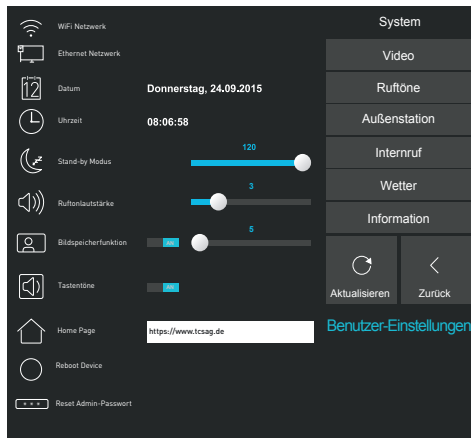 WiFi Netzwerk
Ethernet Netzwerk
12
Datum
Donnerstag, 24.09.2015
Uhrzeit
08:06:58
Stand-by Modus
120
Ruftonlautstärke
3
Bildspeicherfunktion
AN
5
Tastentöne
AN
Home Page
https://www.tcsag.de
Reboot Device
Reset Admin-Passwort
System
Video
Ruftöne
Außenstation
Internruf
Wetter
Information
Aktualisieren
Zurück
Benutzer-Einstellungen